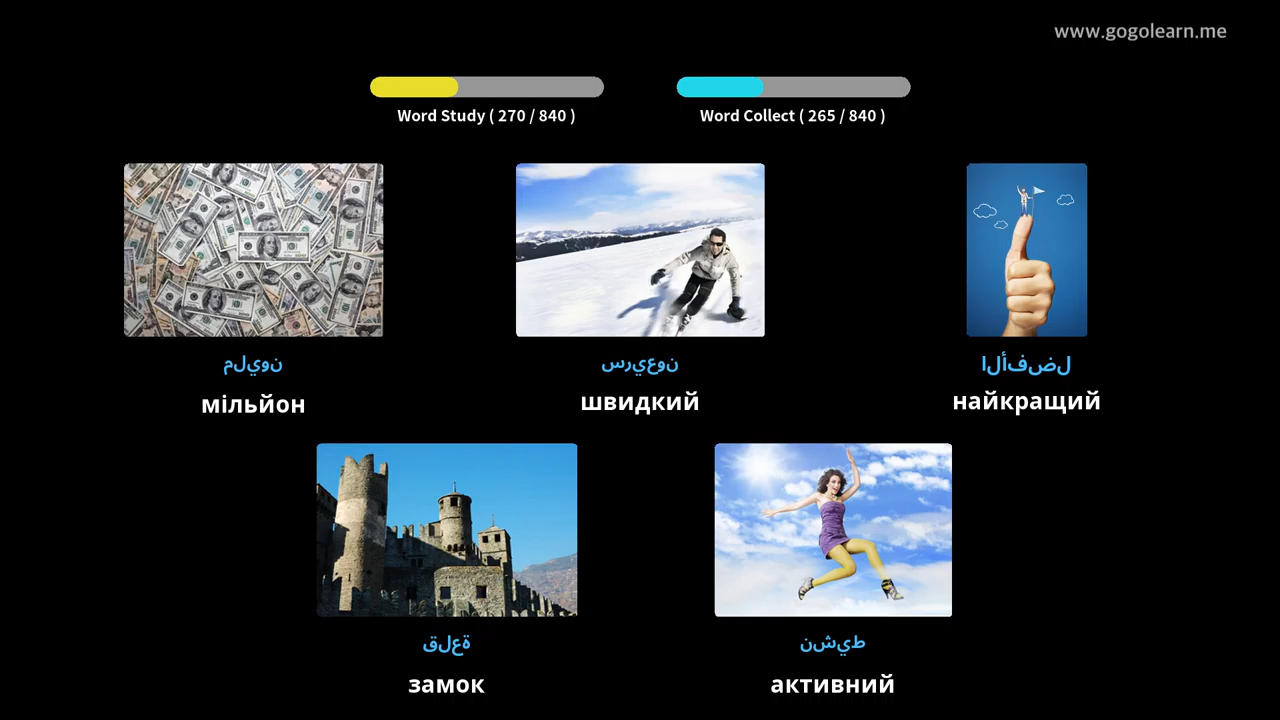 www.gogolearn.me
Word Study ( 270 / 840 )
Word Collect ( 265 / 840 )
مليون
سريعون
الأفضل
мільйон
швидкий
найкращий
قلعة
نشيط
замок
активний